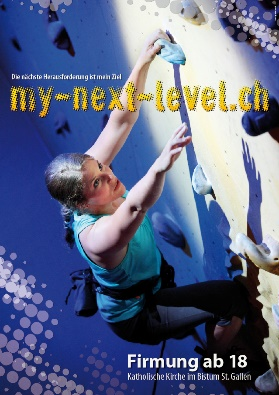 Die nächste Herausforderung ist mein Ziel
my-next-level.ch
Firmung ab 18
Katholische Kirche im Bistum St. Gallen